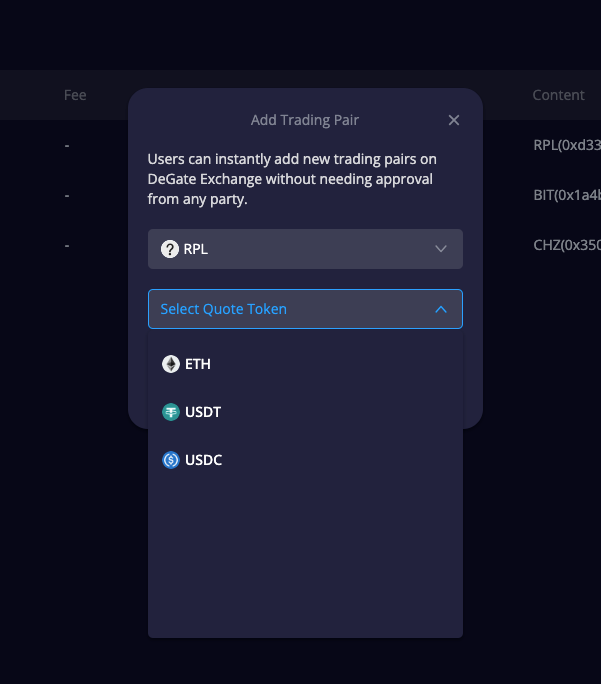 Fee
Content
Add Trading Pair
Users can instantly add new trading pairs on
DeGate Exchange without needing approval
from any party.
-
RPL(0xd33
-
BIT(0x1a4b
-
CHZ(0x350
? RPL
Select Quote Token
ETH
USDT
USDC